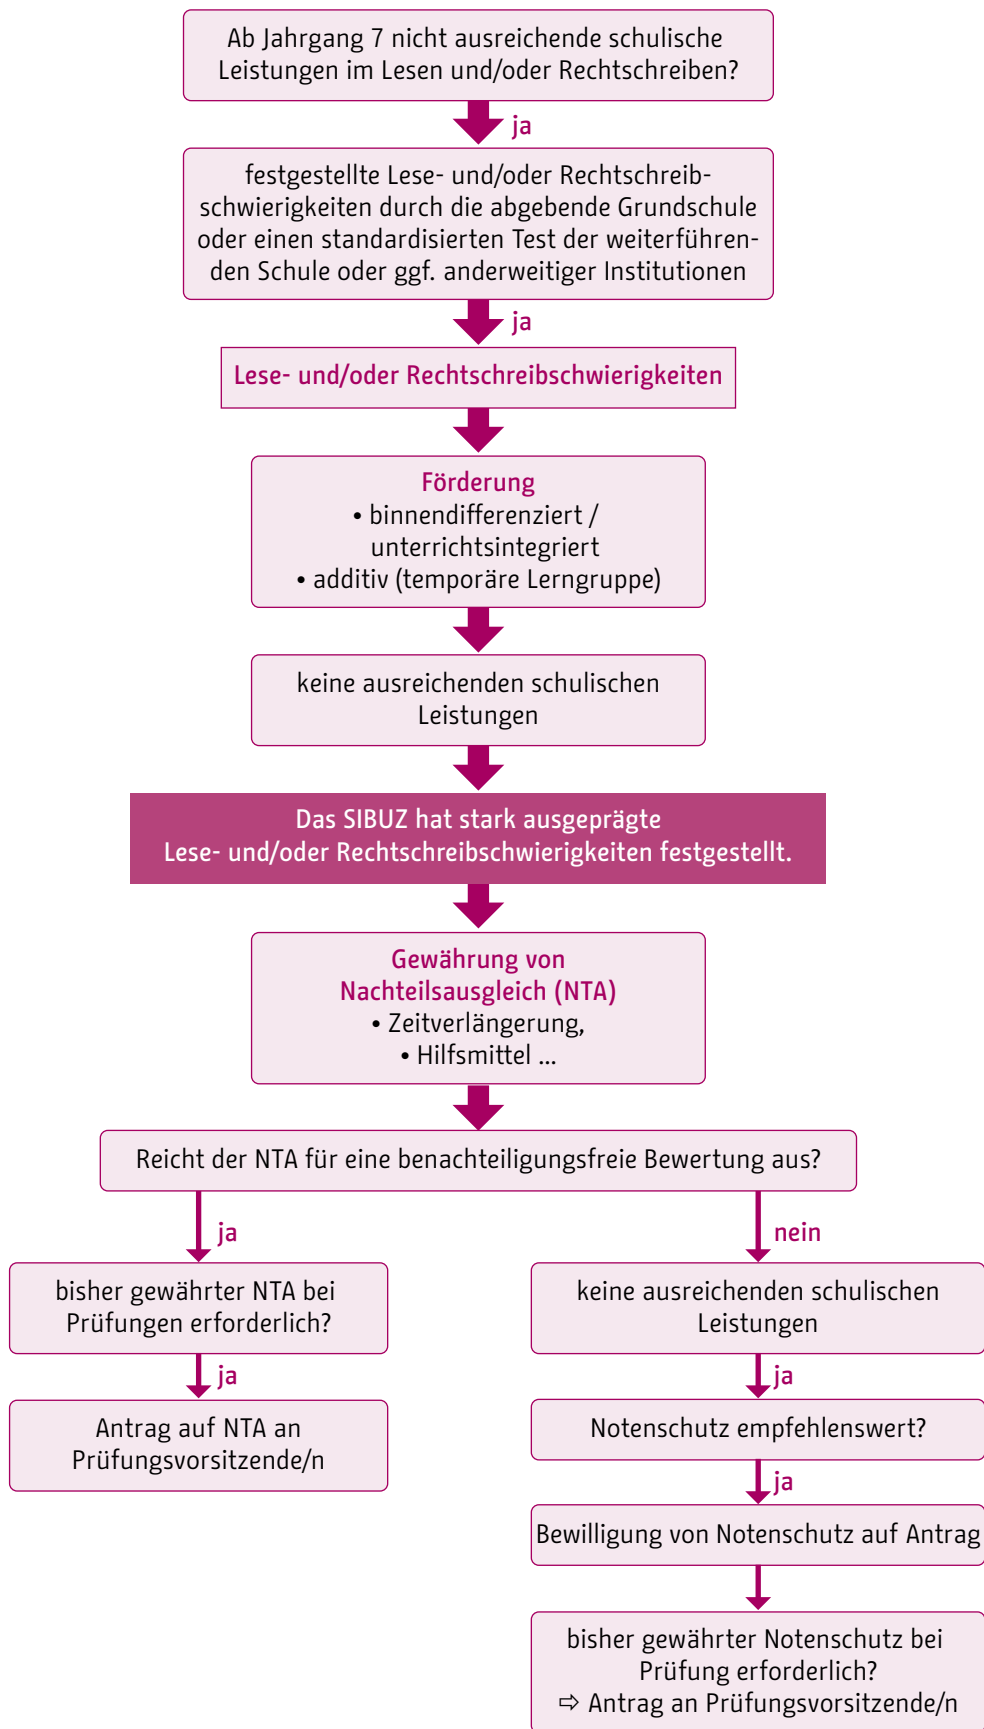 Ab Jahrgang 7 nicht ausreichende schulische
Leistungen im Lesen und/oder Rechtschreiben?
ja
festgestellte Lese- und/oder Rechtschreib-
schwierigkeiten durch die abgebende Grundschule
oder einen standardisierten Test der weiterführen-
den Schule oder ggf. anderweitiger Institutionen
ja
Lese- und/oder Rechtschreibschwierigkeiten
Förderung
• binnendifferenziert /
unterrichtsintegriert
• additiv (temporäre Lerngruppe)
keine ausreichenden schulischen
Leistungen
Das SIBUZ hat stark ausgeprägte
Lese- und/oder Rechtschreibschwierigkeiten festgestellt.
Gewährung von
Nachteilsausgleich (NTA)
• Zeitverlängerung,
• Hilfsmittel ...
Reicht der NTA für eine benachteiligungsfreie Bewertung aus?
ja
bisher gewährter NTA bei
Prüfungen erforderlich?
ja
Antrag auf NTA an
Prüfungsvorsitzende/n
nein
keine ausreichenden schulischen
Leistungen
ja
Notenschutz empfehlenswert?
ja
Bewilligung von Notenschutz auf Antrag
bisher gewährter Notenschutz bei
Prüfung erforderlich?
⇨ Antrag an Prüfungsvorsitzende/n